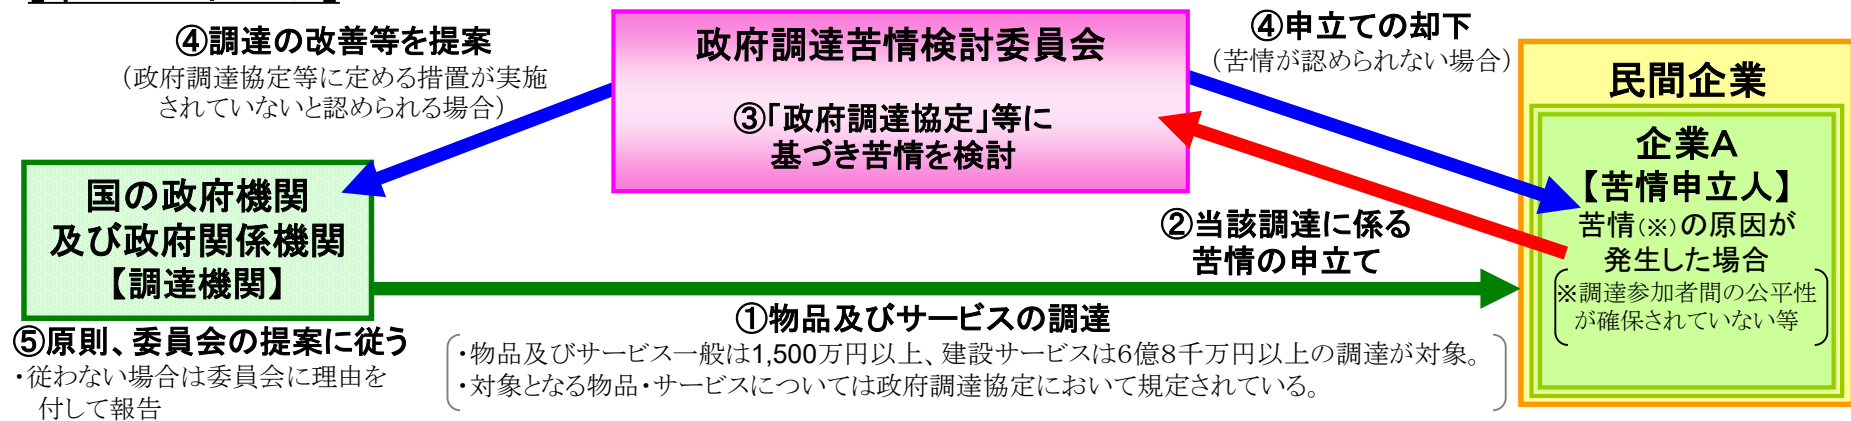 ④調達の改善等を提案
（政府調達協定等に定める措置が実施
されていないと認められる場合）
政府調達苦情検討委員会
③「政府調達協定」等に
基づき苦情を検討
④申立ての却下
（苦情が認められない場合）
民間企業
企業A
【苦情申立人】
苦情(※)の原因が
発生した場合
※調達参加者間の公平性
が確保されていない等
国の政府機関
及び政府関係機関
【調達機関】
②当該調達に係る
苦情の申立て
①物品及びサービスの調達
・物品及びサービス一般は1,500万円以上、建設サービスは6億8千万円以上の調達が対象。
・対象となる物品・サービスについては政府調達協定において規定されている。
⑤原則、委員会の提案に従う
・従わない場合は委員会に理由を
付して報告